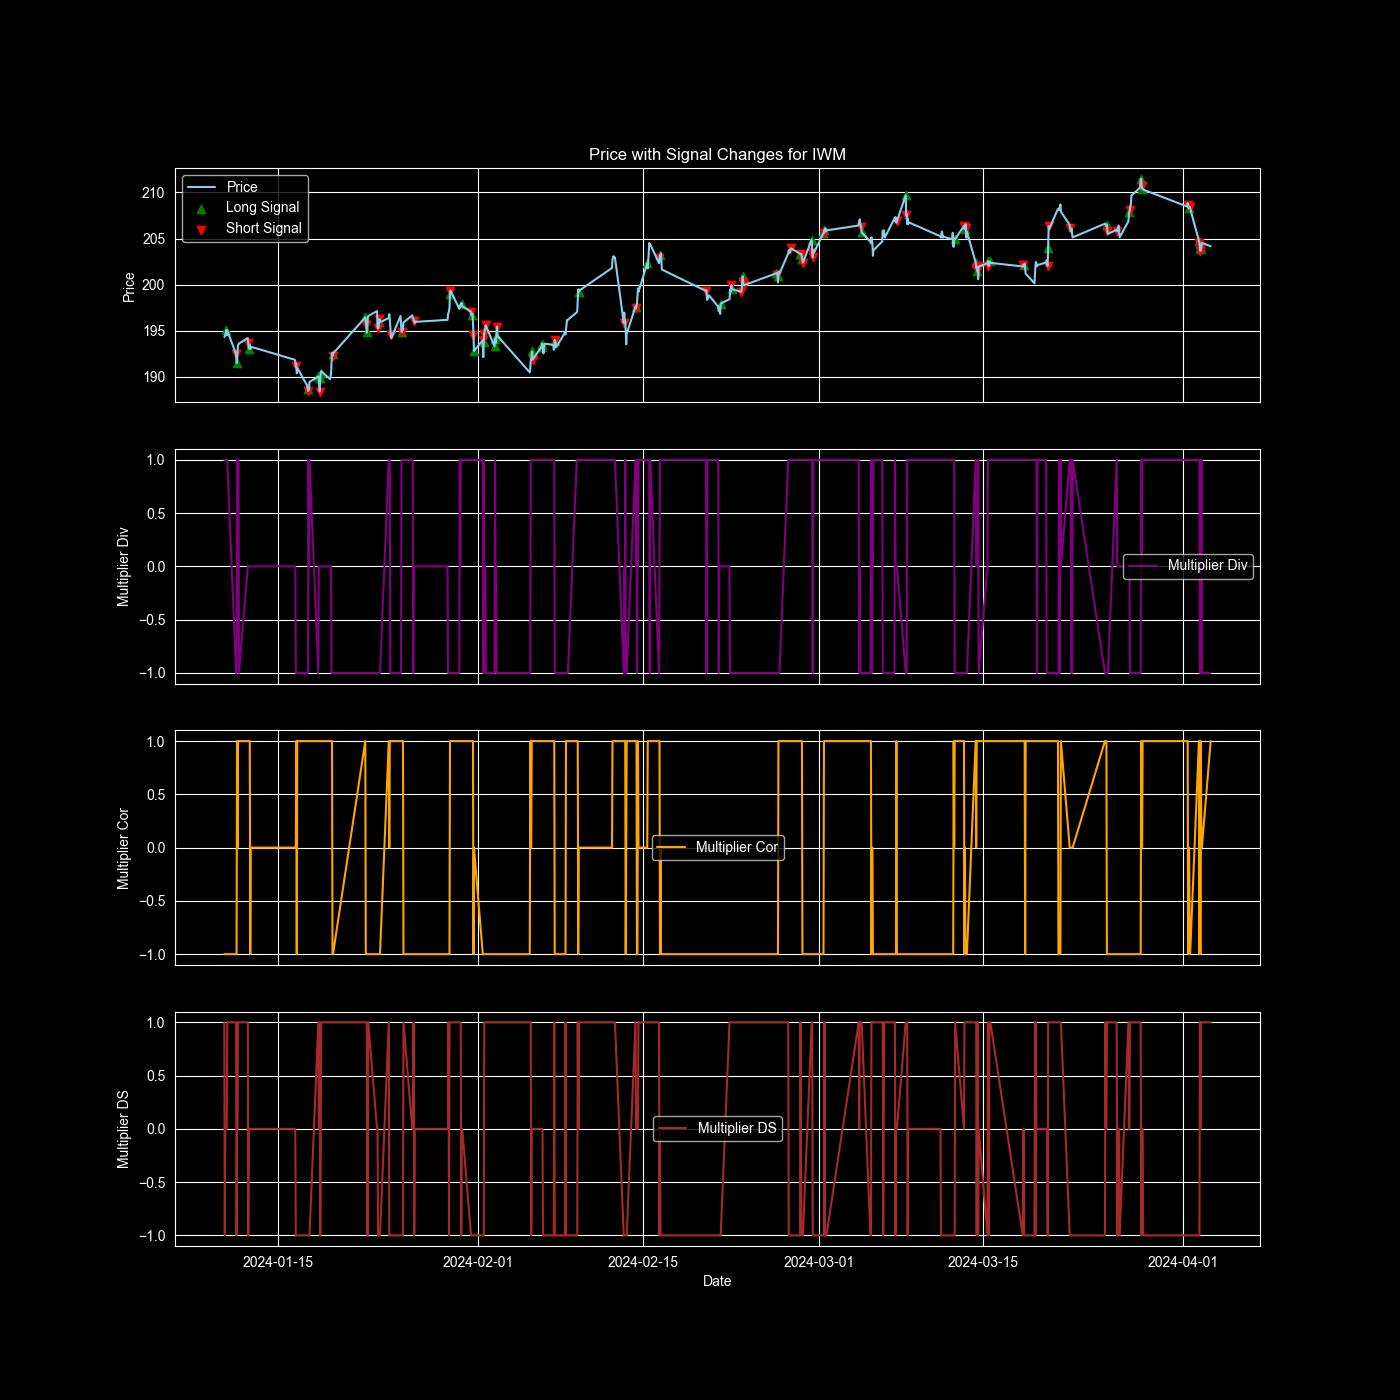 Price with Signal Changes for IWM
Price
Long Signal
Short Signal
210
205
200
195
190
Price
1.0
0.5
0.0
−0.5
−1.0
Multiplier Div
Multiplier Div
1.0
0.5
0.0
−0.5
−1.0
Multiplier Cor
Multiplier Cor
1.0
0.5
0.0
−0.5
−1.0
Multiplier DS
Multiplier DS
2024-01-15 2024-02-01 2024-02-15 2024-03-01 2024-03-15 2024-04-01
Date